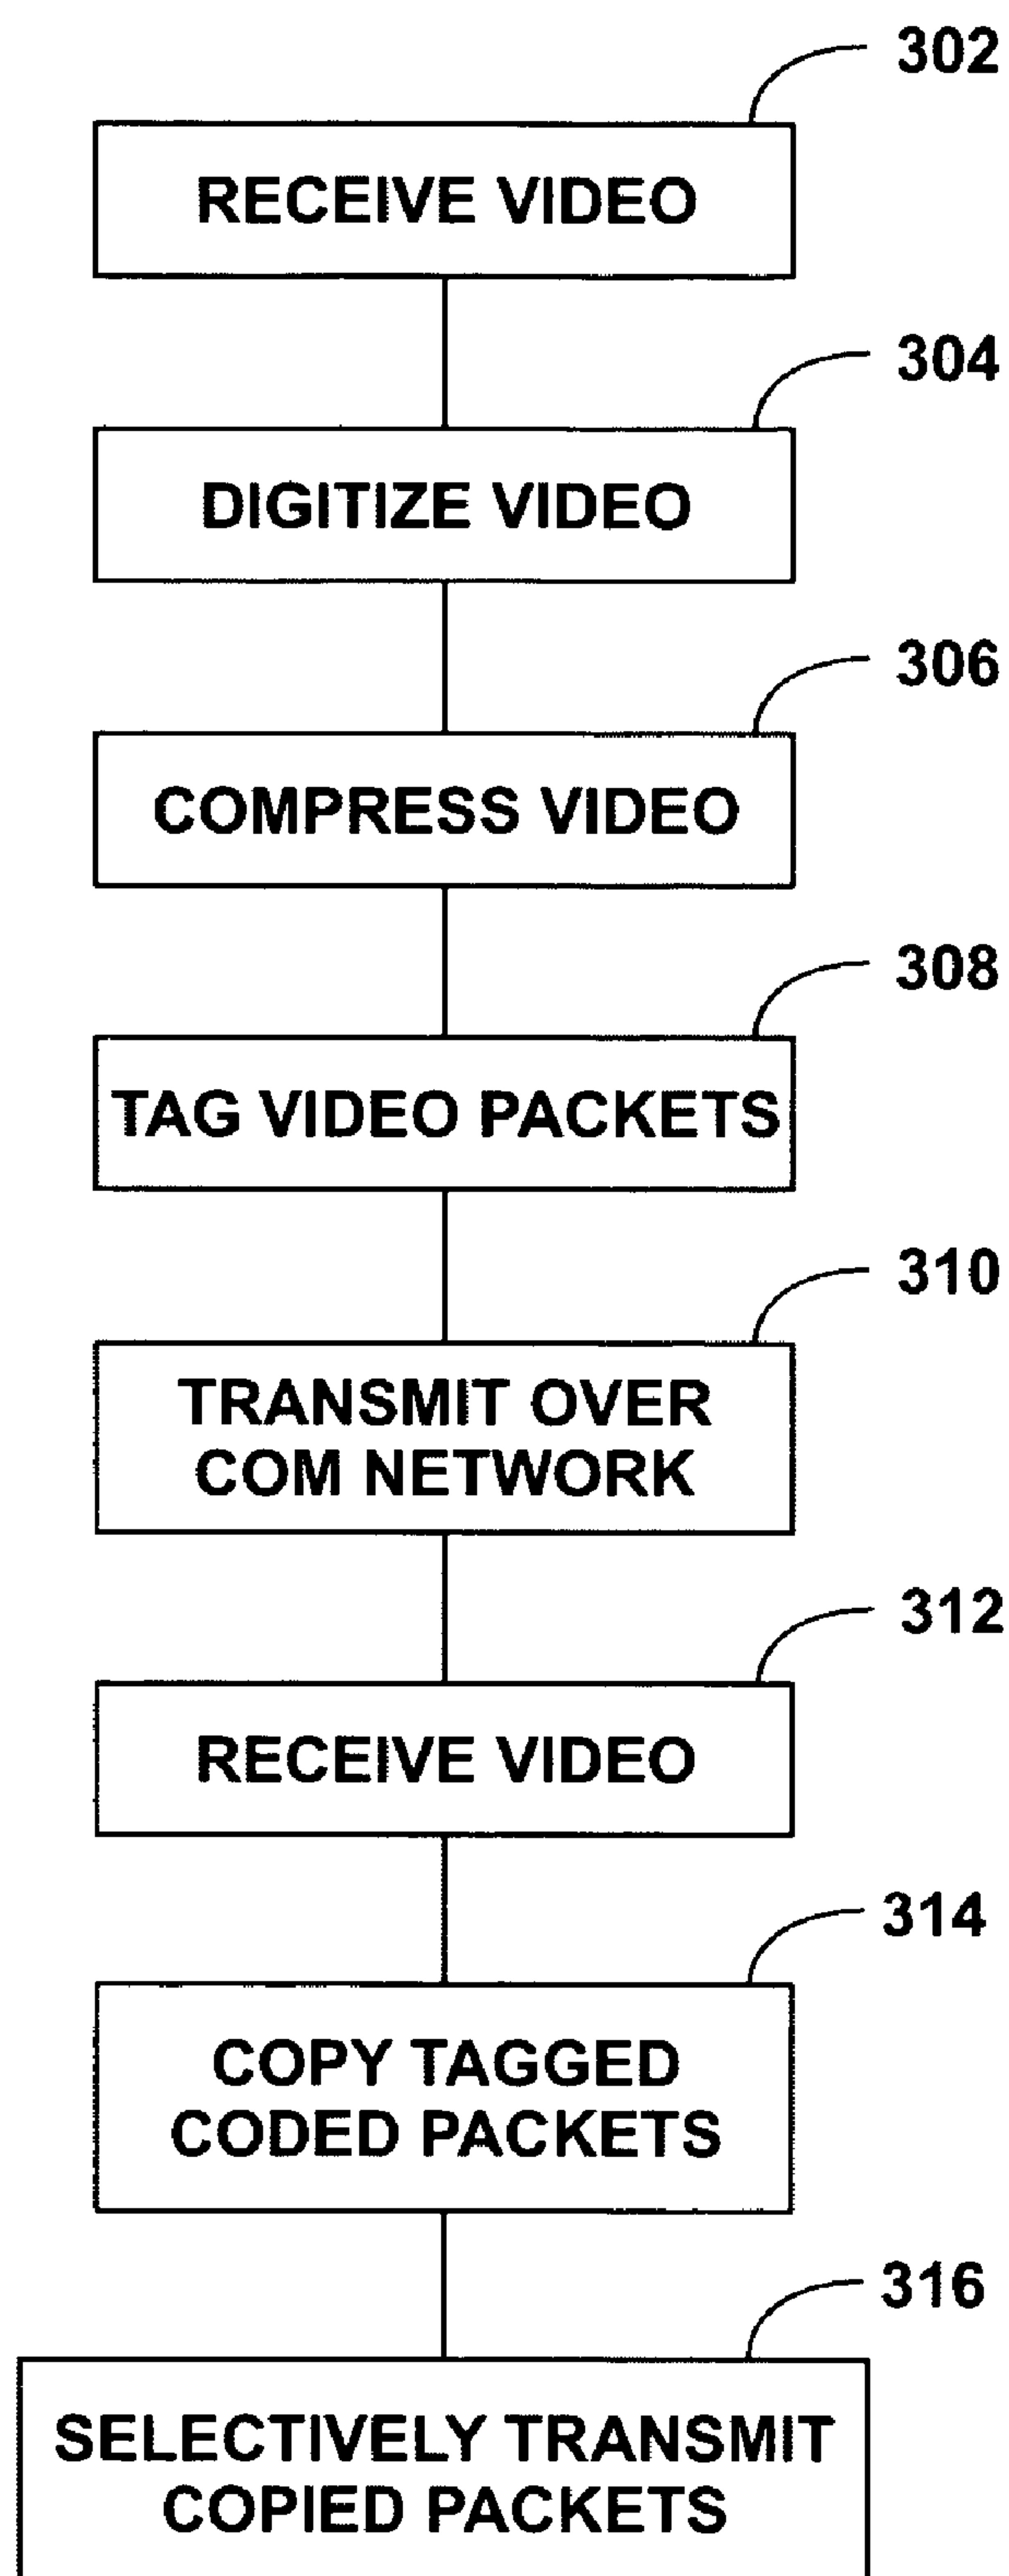 302
RECEIVE VIDEO
304
DIGITIZE VIDEO
306
COMPRESS VIDEO
308
TAG VIDEO PACKETS
310
TRANSMIT OVER
COM NETWORK
312
RECEIVE VIDEO
314
COPY TAGGED
CODED PACKETS
316
SELECTIVELY TRANSMIT
COPIED PACKETS